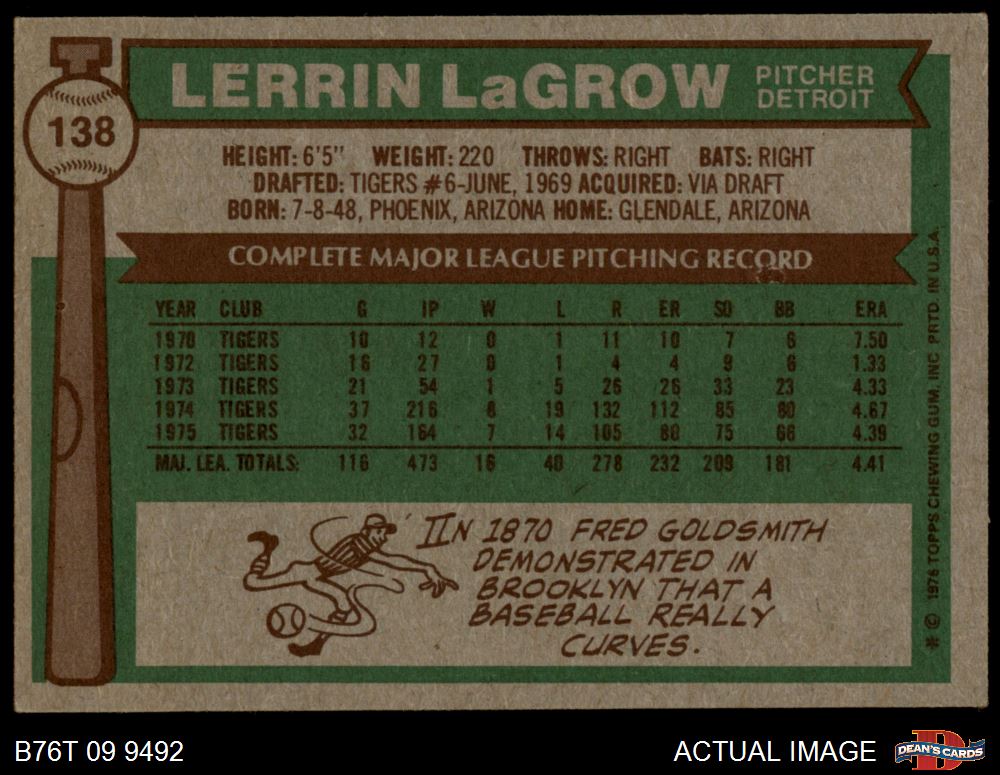 138
LERRIN LaGROW
PITCHER
DETROIT
HEIGHT: 6'5" WEIGHT: 220 THROWS: RIGHT BATS: RIGHT
DRAFTED: TIGERS #6-JUNE, 1969 ACQUIRED: VIA DRAFT
BORN: 7-8-48, PHOENIX, ARIZONA HOME: GLENDALE, ARIZONA
COMPLETE MAJOR LEAGUE PITCHING RECORD
YEAR CLUB G IP W L R ER SO BB ERA
1970 TIGERS 10 12 0 1 11 10 7 6 7.50
1972 TIGERS 16 27 0 1 4 4 9 6 1.33
1973 TIGERS 21 54 1 5 26 26 33 23 4.33
1974 TIGERS 37 216 8 19 132 112 85 80 4.67
1975 TIGERS 32 164 7 14 105 80 75 66 4.39
MAJ. LEA. TOTALS: 116 473 16 40 278 232 209 181 4.41
IN 1870 FRED GOLDSMITH
DEMONSTRATED IN
BROOKLYN THAT A
BASEBALL REALLY
CURVES.
* © 1976 TOPPS CHEWING GUM, INC. PRTD. IN U.S.A.
B76T 09 9492
ACTUAL IMAGE
DEAN'S CARDS